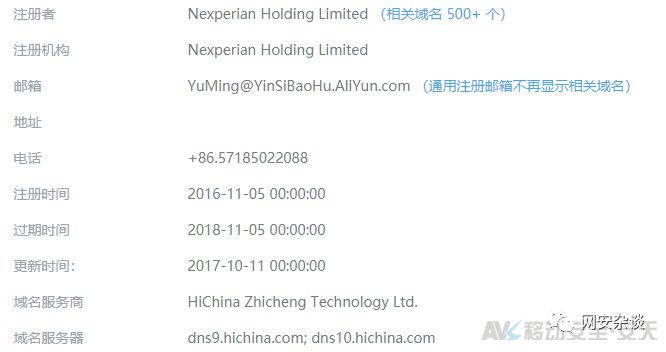 注册者 Nexperian Holding Limited （相关域名 500+ 个）
注册机构 Nexperian Holding Limited
邮箱 YuMing@YinSiBaoHu.AliYun.com （通用注册邮箱不再显示相关域名）
地址
电话 +86.57185022088
注册时间 2016-11-05 00:00:00
过期时间 2018-11-05 00:00:00
更新时间： 2017-10-11 00:00:00
域名服务商 HiChina Zhicheng Technology Ltd.
域名服务器 dns9.hichina.com; dns10.hichina.com
网安杂谈
AVL移动安全·安天